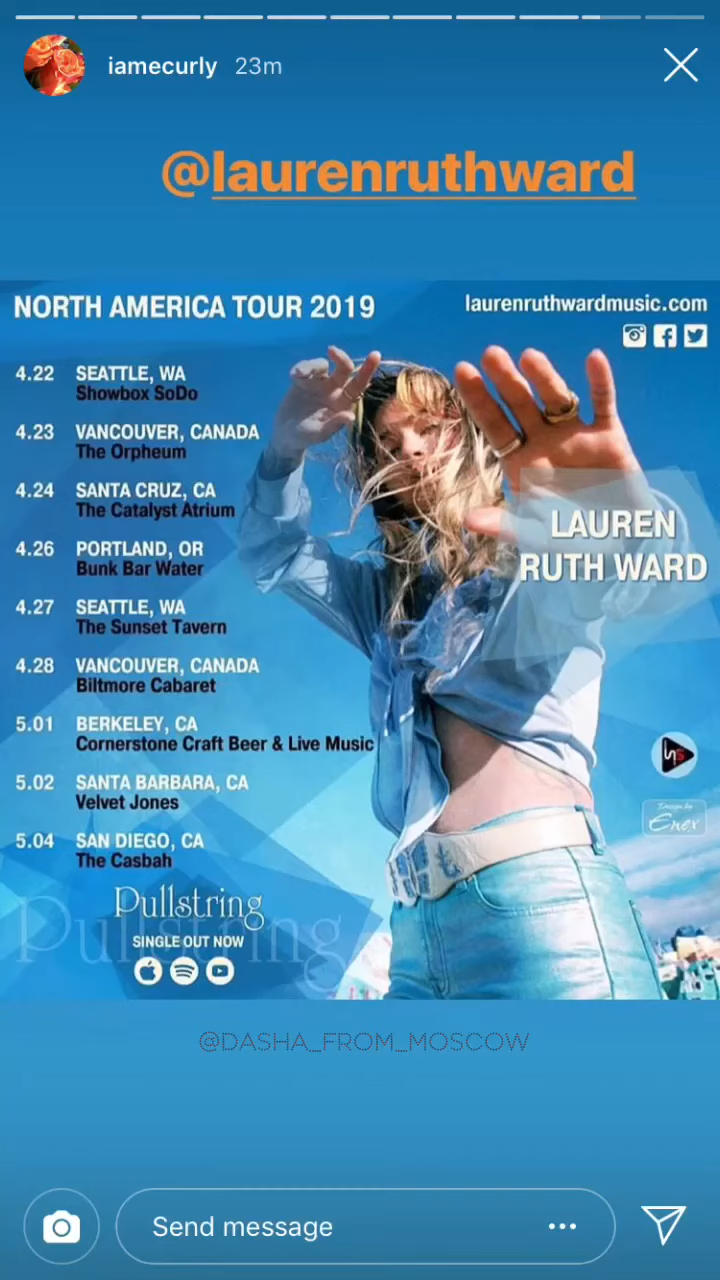 iamecurly 23m
@laurenruthward
NORTH AMERICA TOUR 2019
laurenruthwardmusic.com
4.22 SEATTLE, WA
Showbox SoDo
4.23 VANCOUVER, CANADA
The Orpheum
4.24 SANTA CRUZ, CA
The Catalyst Atrium
4.26 PORTLAND, OR
Bunk Bar Water
4.27 SEATTLE, WA
The Sunset Tavern
4.28 VANCOUVER, CANADA
Biltmore Cabaret
5.01 BERKELEY, CA
Cornerstone Craft Beer & Live Music
5.02 SANTA BARBARA, CA
Velvet Jones
5.04 SAN DIEGO, CA
The Casbah
LAUREN
RUTH WARD
Design by
Enex
Pullstring
Pullstring
SINGLE OUT NOW
@DASHA_FROM_MOSCOW
Send message